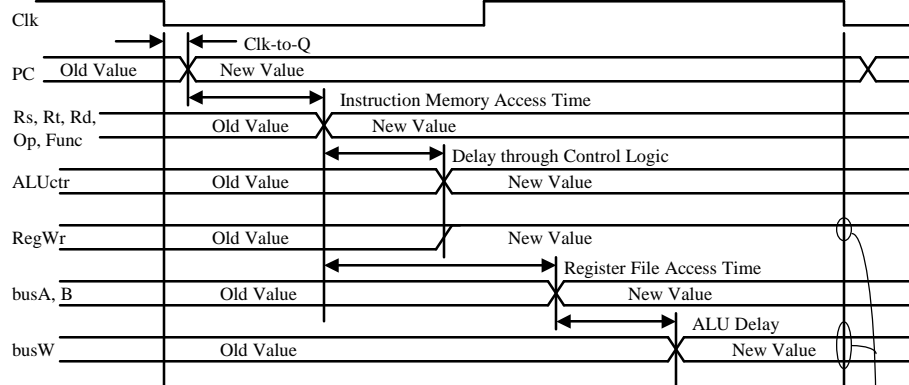 Clk
Clk-to-Q
PC Old Value New Value
Instruction Memory Access Time
Rs, Rt, Rd,
Op, Func
Old Value New Value
Delay through Control Logic
ALUctr Old Value New Value
RegWr Old Value New Value
Register File Access Time
busA, B Old Value New Value
ALU Delay
busW Old Value New Value